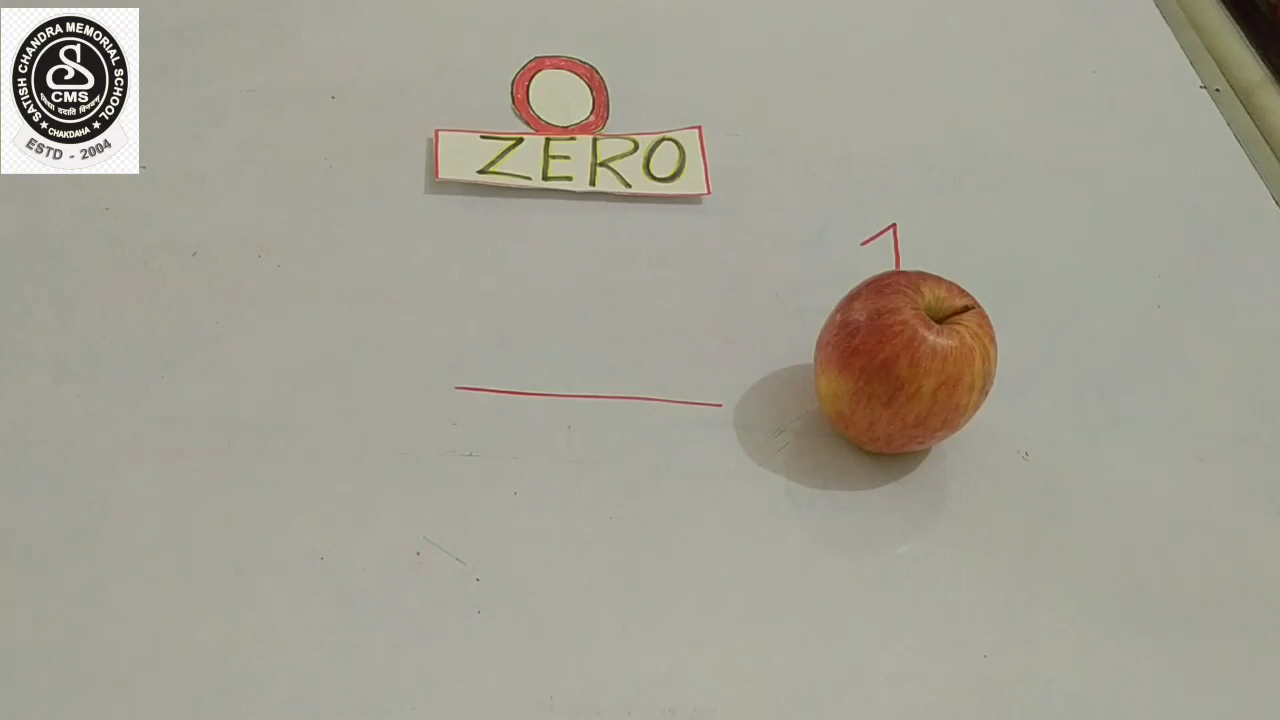 SATISH CHANDRA MEMORIAL SCHOOL
S
CMS
★ CHAKDAHA ★
ESTD - 2004
0
ZERO
1